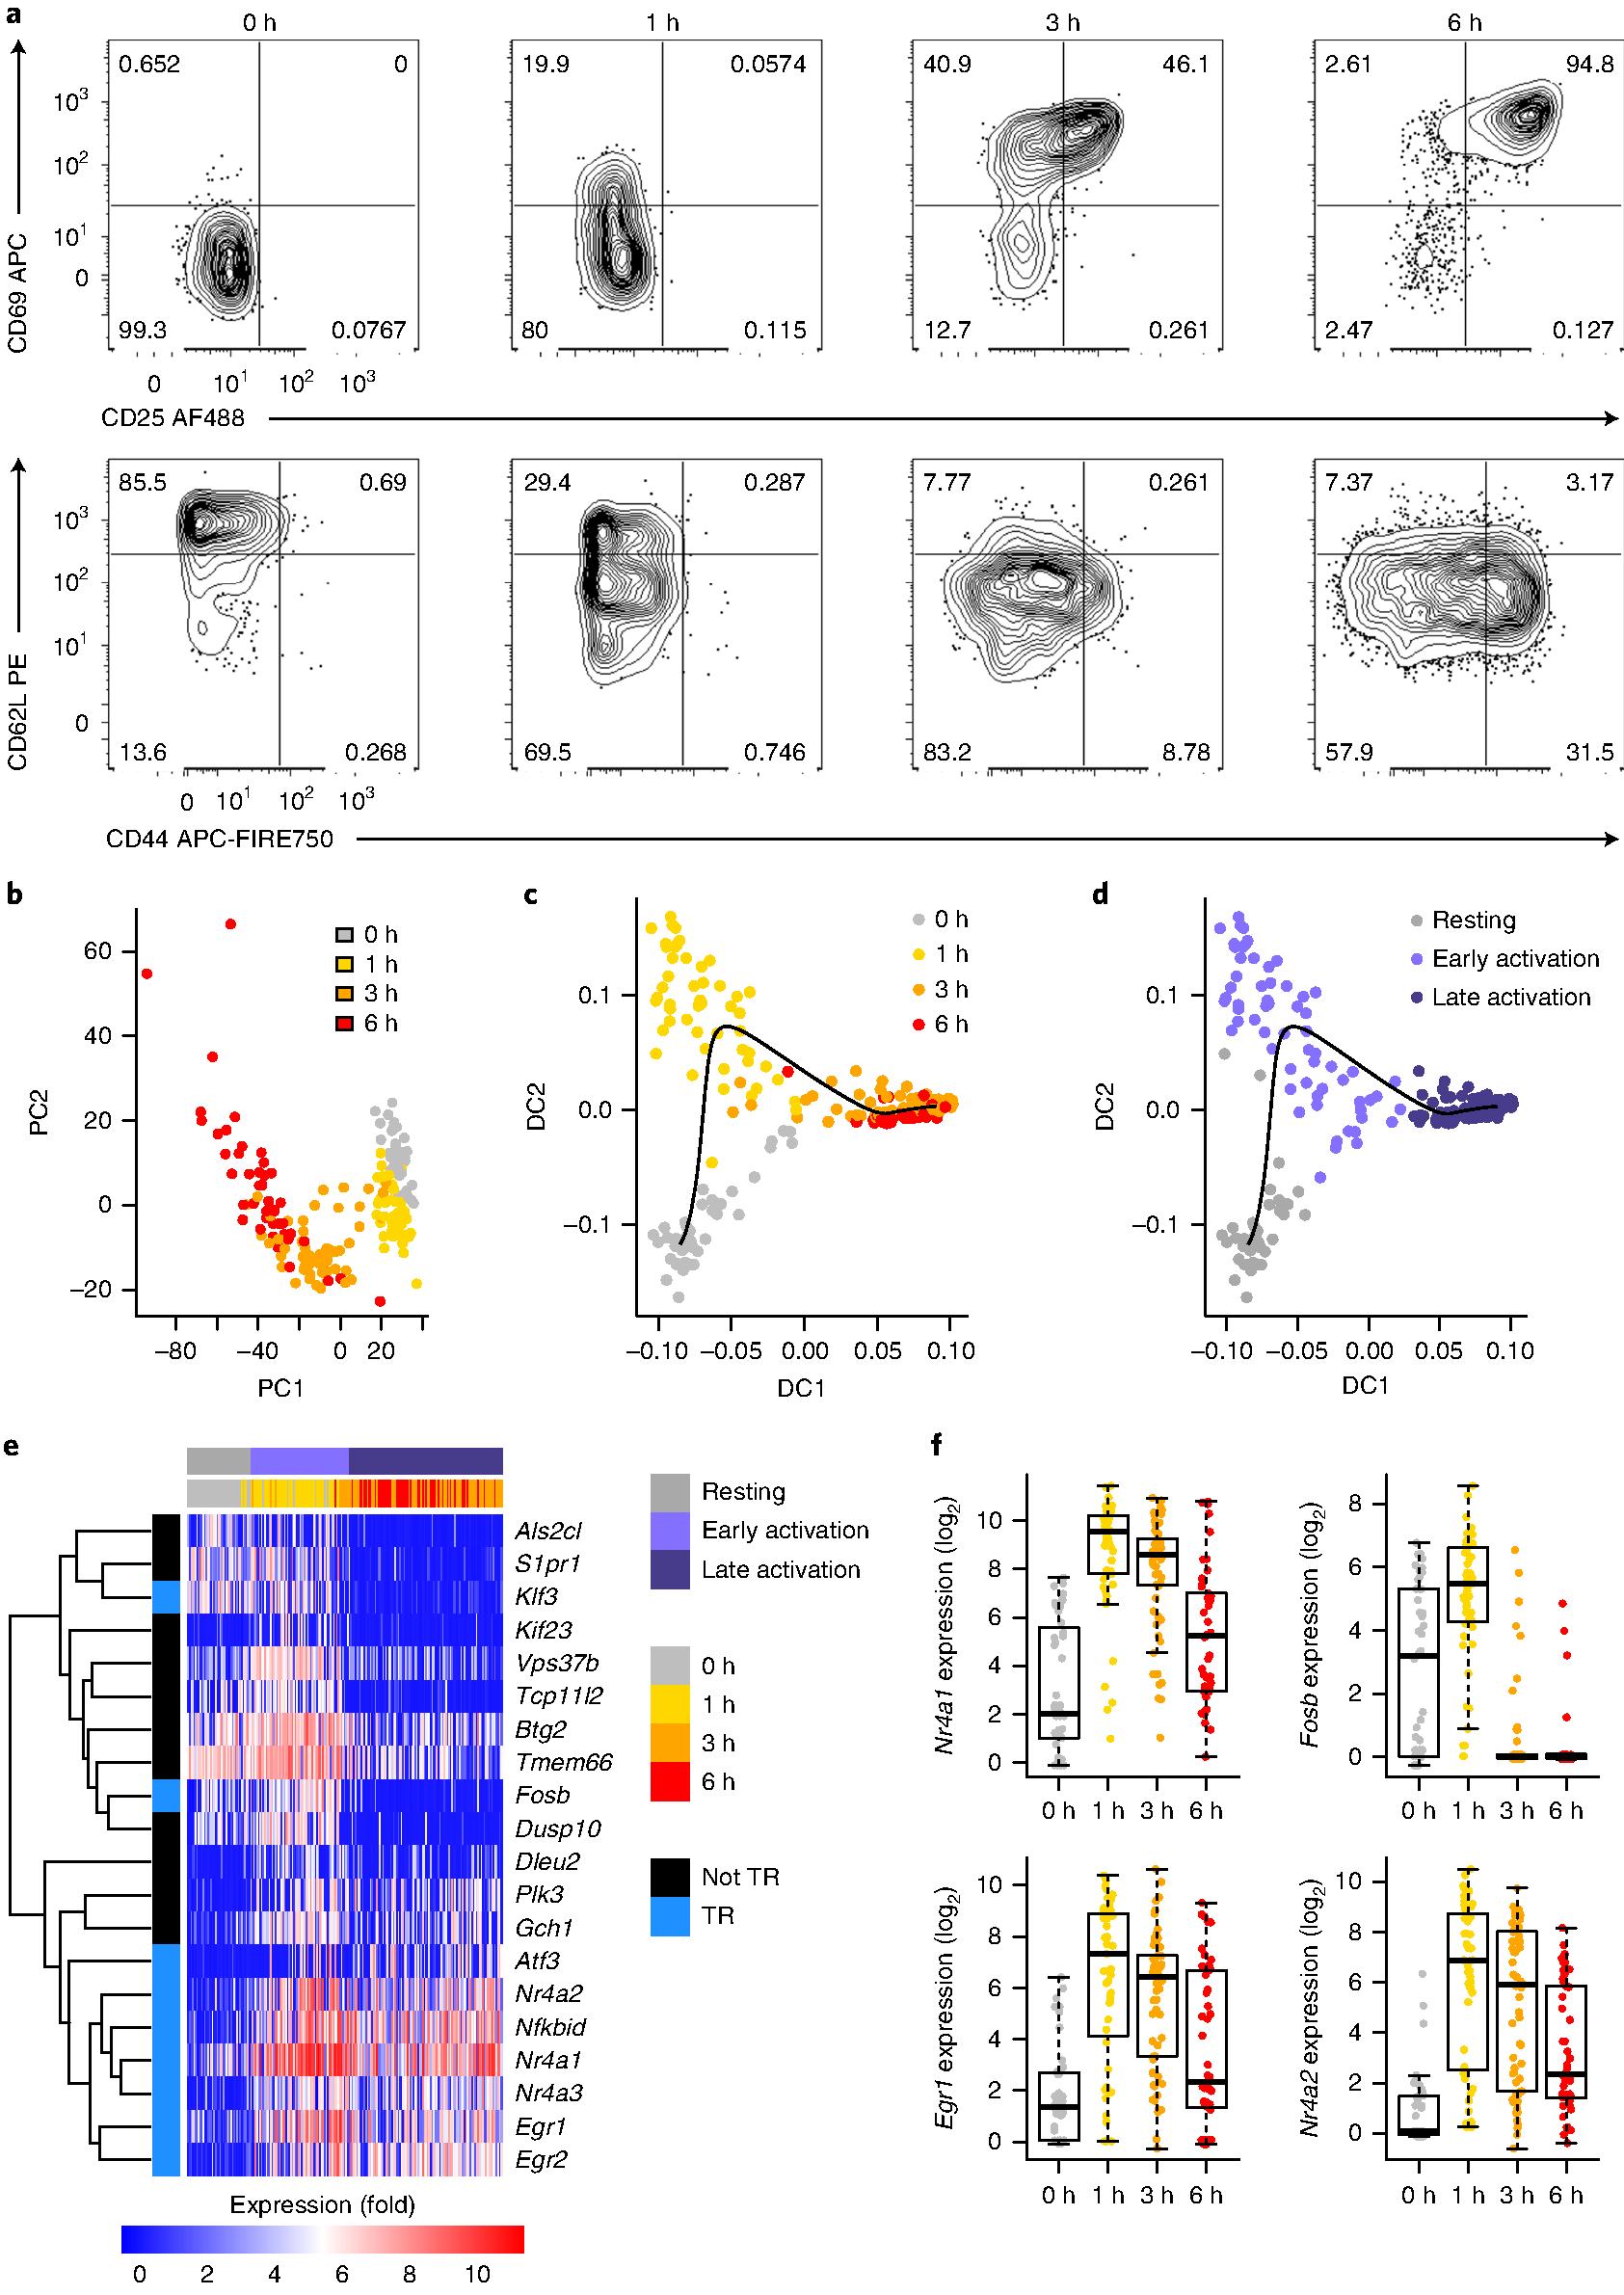 a
0 h
1 h
3 h
6 h
0.652
0
19.9
0.0574
40.9
46.1
2.61
94.8
10³
10²
10¹
0
99.3
0.0767
80
0.115
12.7
0.261
2.47
0.127
CD69 APC
0
10¹
10²
10³
CD25 AF488
85.5
0.69
29.4
0.287
7.77
0.261
7.37
3.17
10³
10²
10¹
0
13.6
0.268
69.5
0.746
83.2
8.78
57.9
31.5
CD62L PE
0
10¹
10²
10³
CD44 APC-FIRE750
b
60
40
20
0
−20
PC2
0 h
1 h
3 h
6 h
−80
−40
0
20
PC1
c
0.1
0.0
−0.1
DC2
0 h
1 h
3 h
6 h
−0.10
−0.05
0.00
0.05
0.10
DC1
d
0.1
0.0
−0.1
DC2
Resting
Early activation
Late activation
−0.10
−0.05
0.00
0.05
0.10
DC1
e
Als2cl
S1pr1
Klf3
Kif23
Vps37b
Tcp11l2
Btg2
Tmem66
Fosb
Dusp10
Dleu2
Plk3
Gch1
Atf3
Nr4a2
Nfkbid
Nr4a1
Nr4a3
Egr1
Egr2
Resting
Early activation
Late activation
0 h
1 h
3 h
6 h
Not TR
TR
Expression (fold)
0
2
4
6
8
10
f
Nr4a1 expression (log₂)
10
8
6
4
2
0
0 h
1 h
3 h
6 h
Fosb expression (log₂)
8
6
4
2
0
0 h
1 h
3 h
6 h
Egr1 expression (log₂)
10
8
6
4
2
0
0 h
1 h
3 h
6 h
Nr4a2 expression (log₂)
10
8
6
4
2
0
0 h
1 h
3 h
6 h